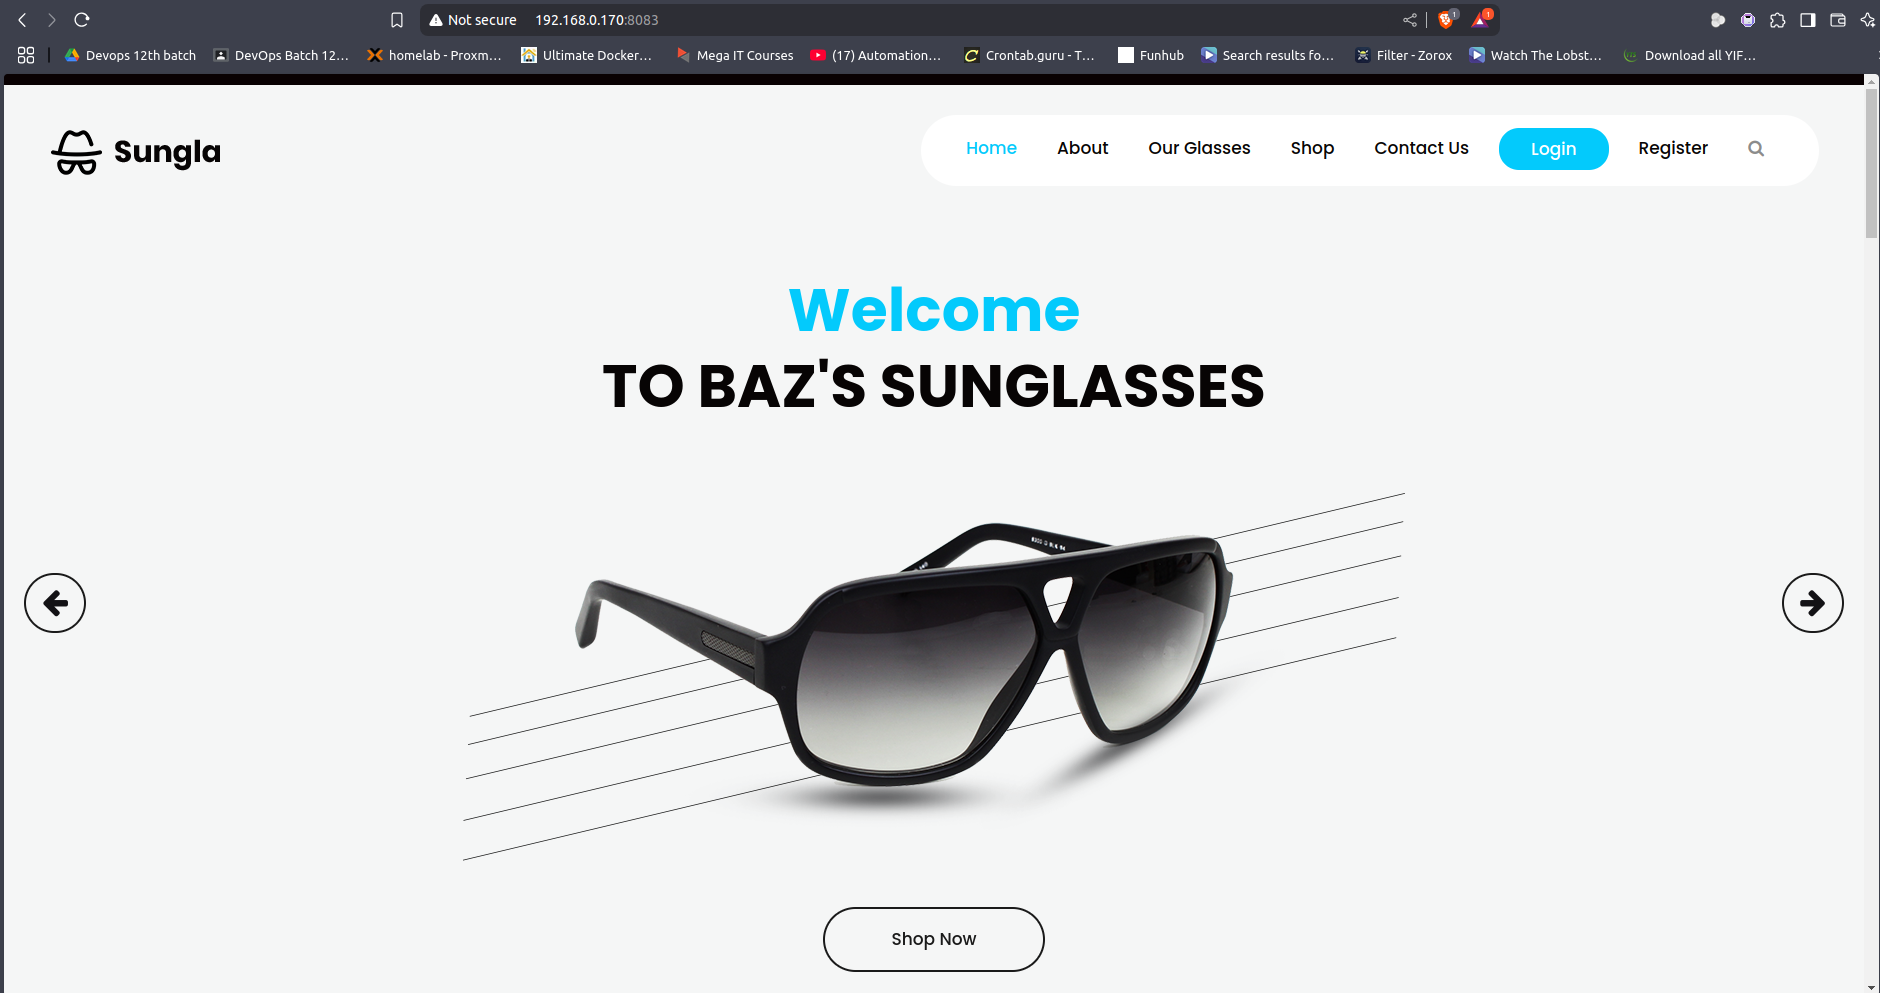 Not secure 192.168.0.170:8083
1
1
Devops 12th batch
DevOps Batch 12...
homelab - Proxm...
Ultimate Docker...
Mega IT Courses
(17) Automation...
Crontab.guru - T...
Funhub
Search results fo...
Filter - Zorox
Watch The Lobst...
Download all YIF...
Sungla
Home
About
Our Glasses
Shop
Contact Us
Login
Register
Welcome
TO BAZ'S SUNGLASSES
Shop Now